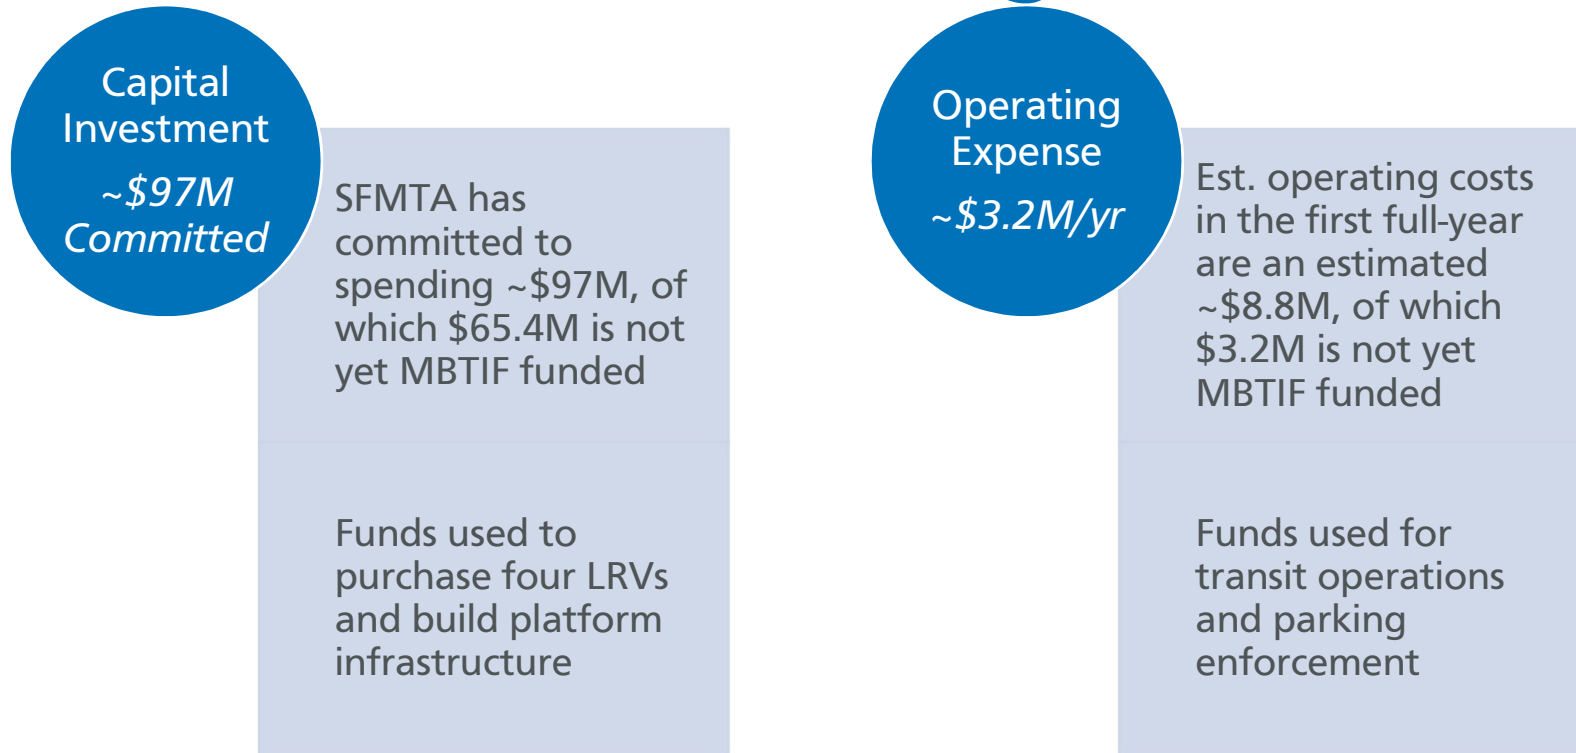 Capital
Investment
~$97M
Committed
SFMTA has
committed to
spending ~$97M, of
which $65.4M is not
yet MBTIF funded
Funds used to
purchase four LRVs
and build platform
infrastructure
Operating
Expense
~$3.2M/yr
Est. operating costs
in the first full-year
are an estimated
~$8.8M, of which
$3.2M is not yet
MBTIF funded
Funds used for
transit operations
and parking
enforcement